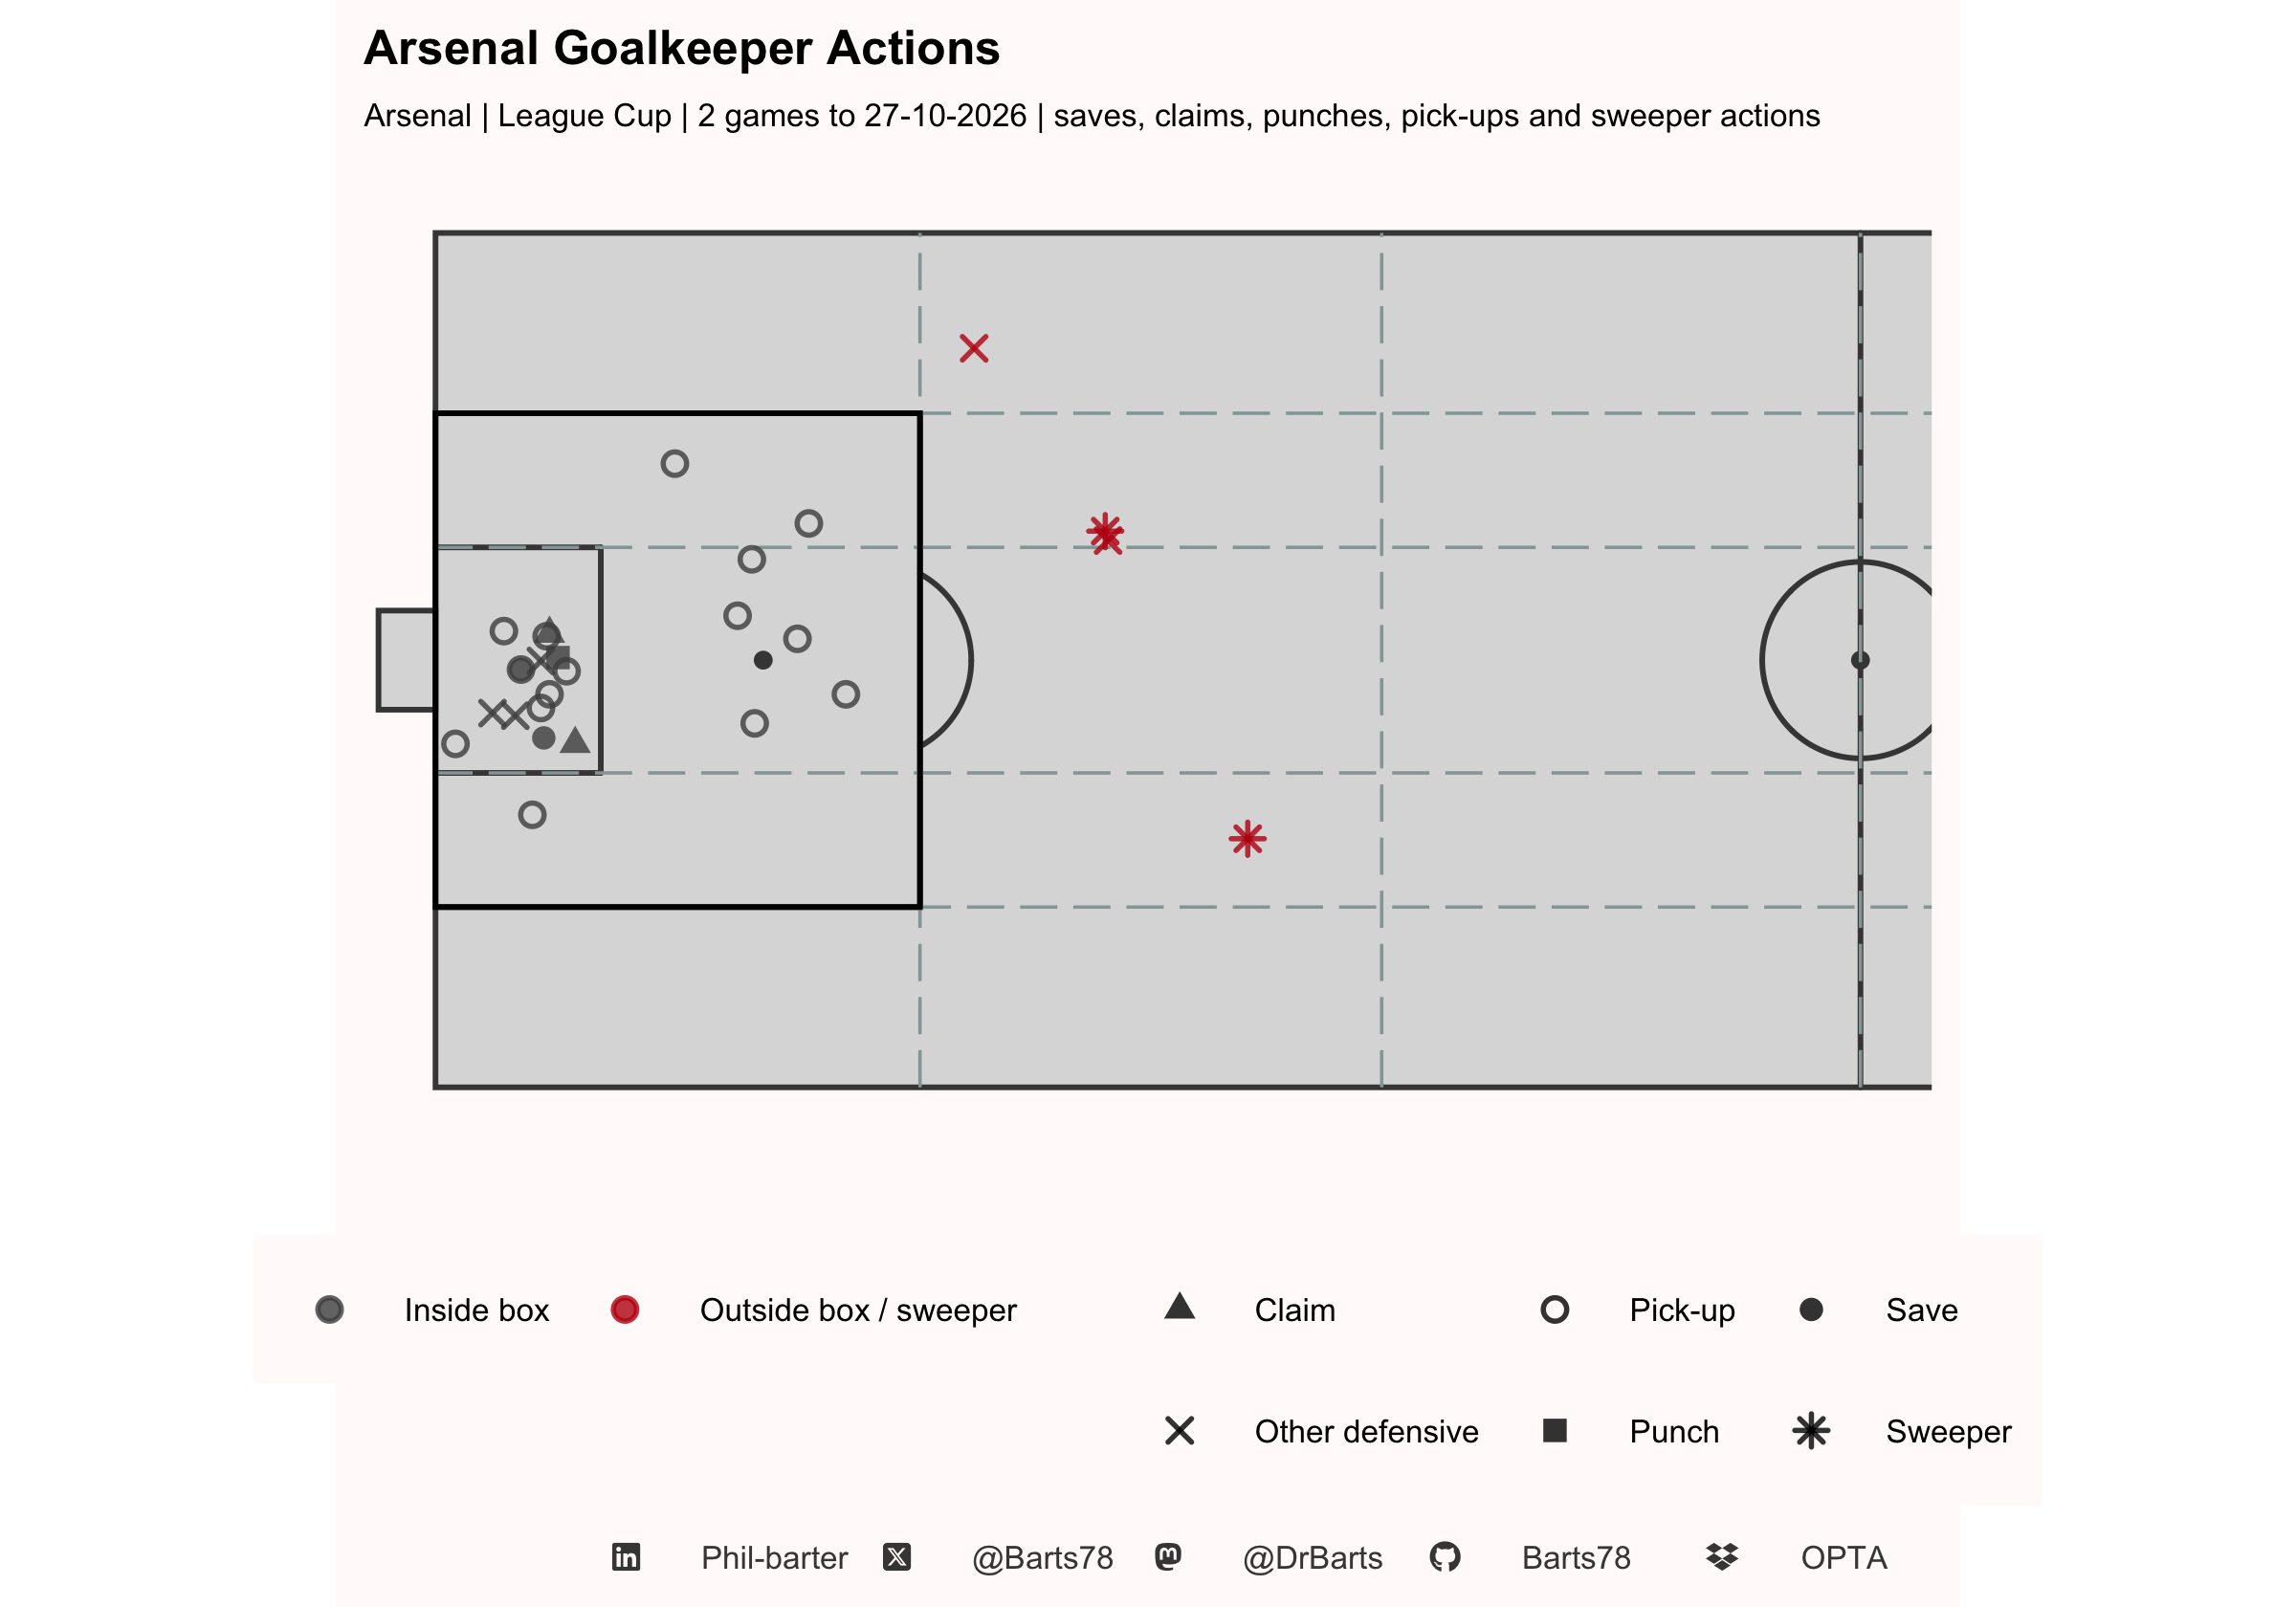 Arsenal Goalkeeper Actions
Arsenal | League Cup | 2 games to 27-10-2026 | saves, claims, punches, pick-ups and sweeper actions
Inside box Outside box / sweeper Claim Pick-up Save
Other defensive Punch Sweeper
Phil-barter @Barts78 @DrBarts Barts78 OPTA